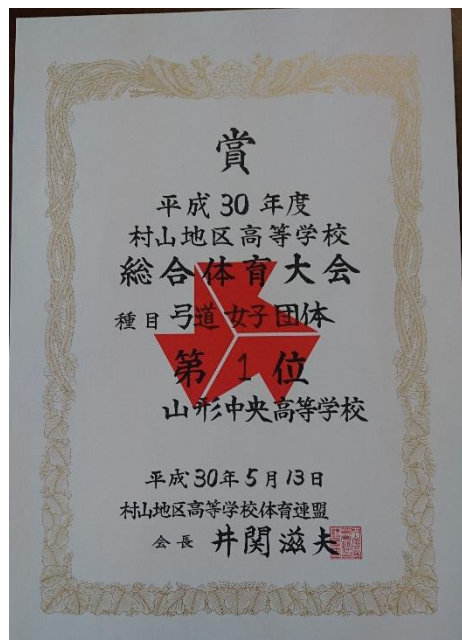 賞
平成30年度
村山地区高等学校
総合体育大会
種目 弓道女子団体
第1位
山形中央高等学校
平成30年5月13日
村山地区高等学校体育連盟
会長 井関滋夫